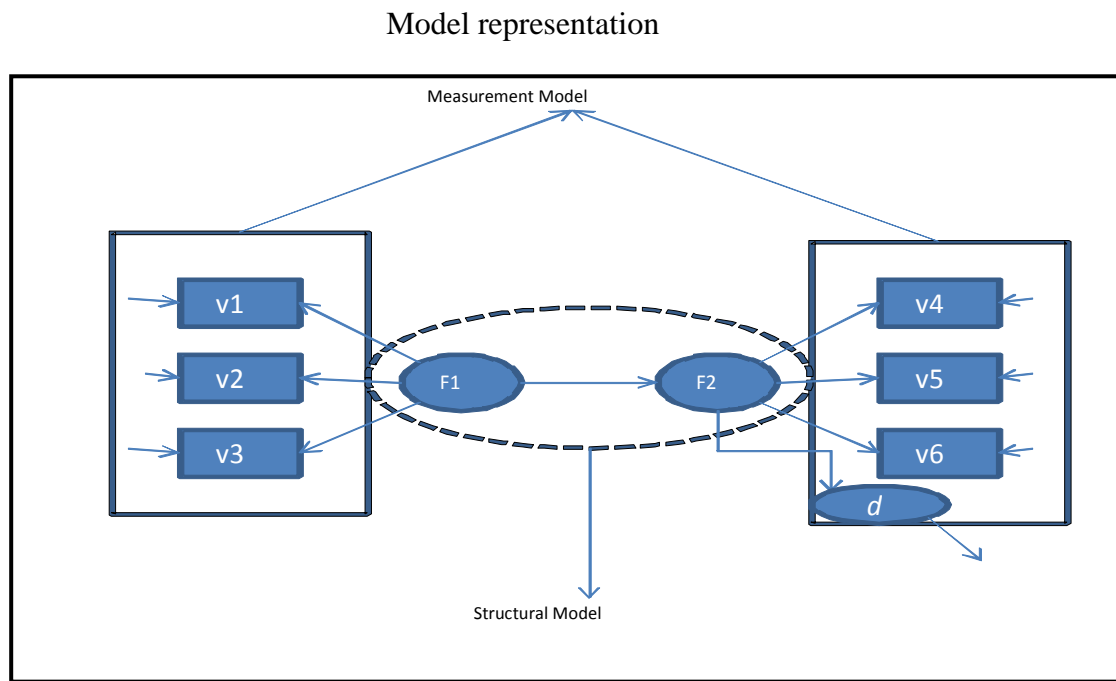 Model representation
Measurement Model
v1
v4
v2
F1
F2
v5
v3
v6
d
Structural Model